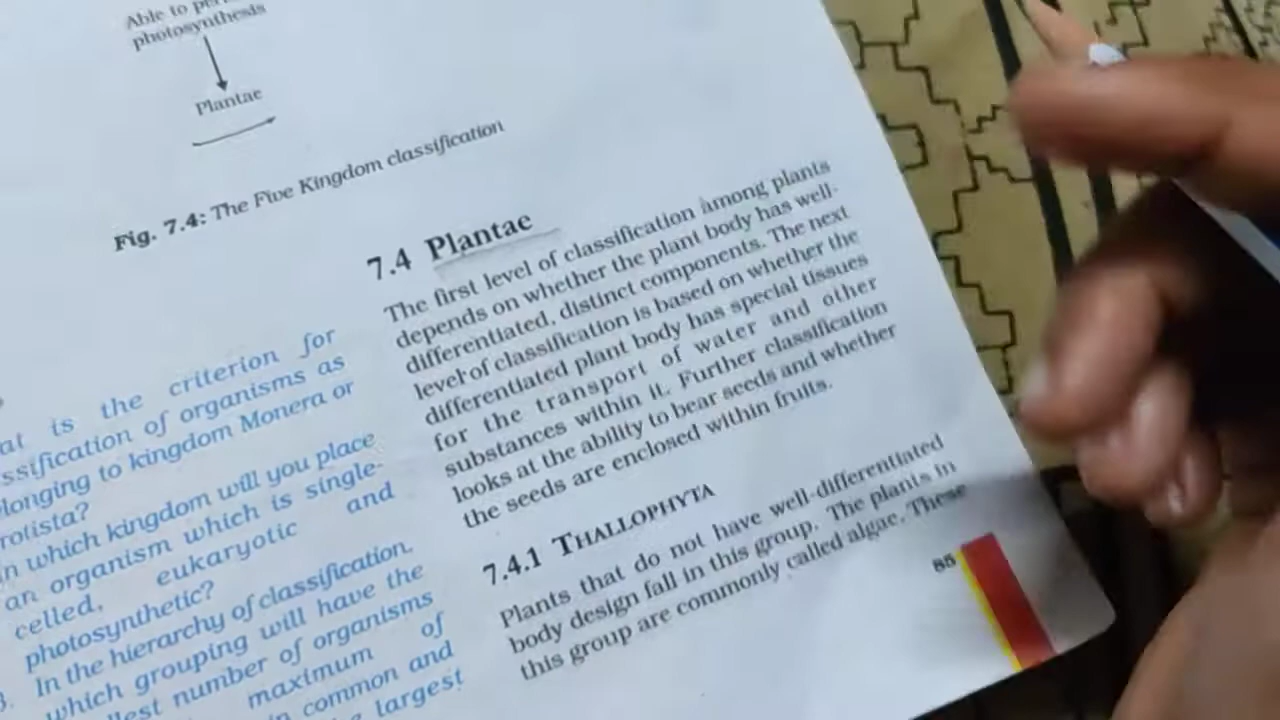 Able to
photosynthesis
Plantae
Fig. 7.4: The Five Kingdom classification
is the criterion for
of organisms as
to kingdom Monera or
in which kingdom will you place
an organism which is single-
celled, eukaryotic and
photosynthetic?
In the hierarchy of classification,
which grouping will have the
number of organisms
maximum of
common and
largest
7.4 Plantae
The first level of classification among plants
depends on whether the plant body has well-
differentiated, distinct components. The next
level of classification is based on whether the
differentiated plant body has special tissues
for the transport of water and other
substances within it. Further classification
looks at the ability to bear seeds and whether
the seeds are enclosed within fruits.
7.4.1 THALLOPHYTA
Plants that do not have well-differentiated
body design fall in this group. The plants in
this group are commonly called algae. These
85